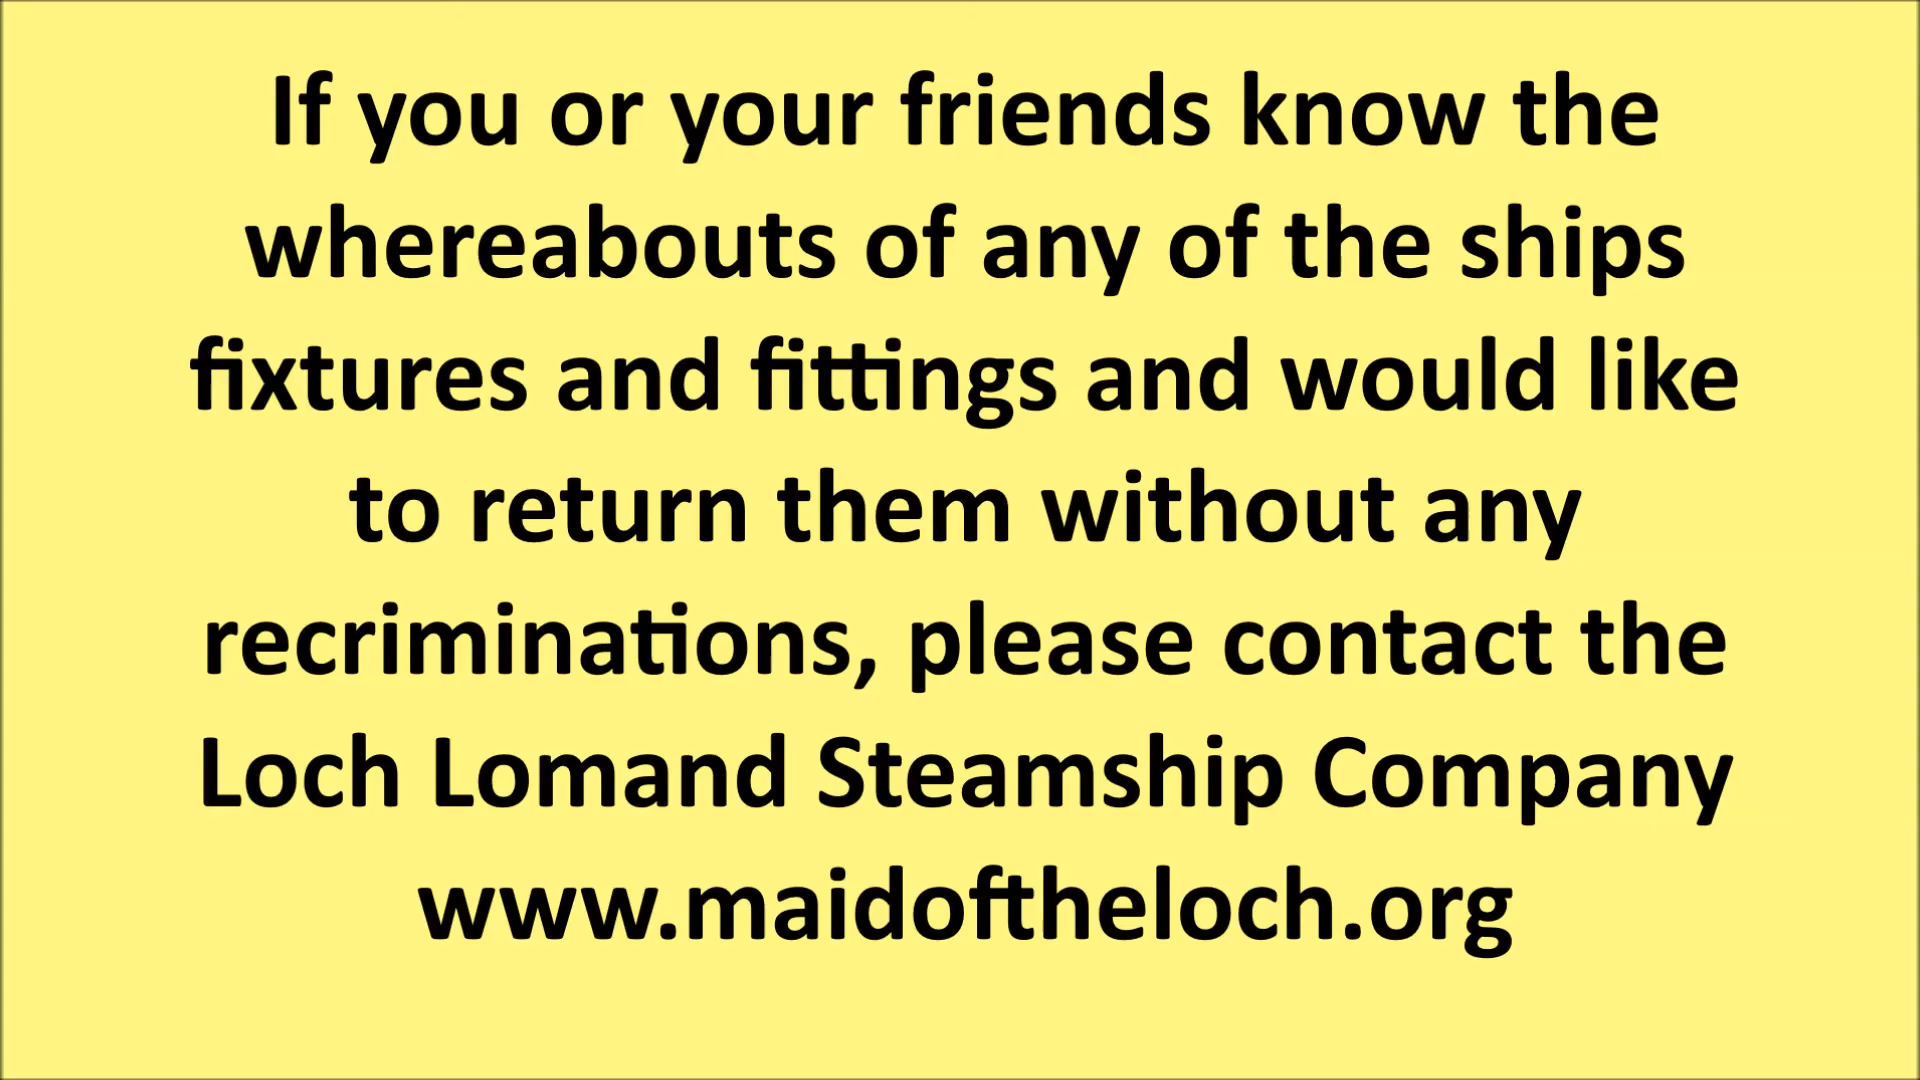 If you or your friends know the
whereabouts of any of the ships
fixtures and fittings and would like
to return them without any
recriminations, please contact the
Loch Lomand Steamship Company
www.maidoftheloch.org